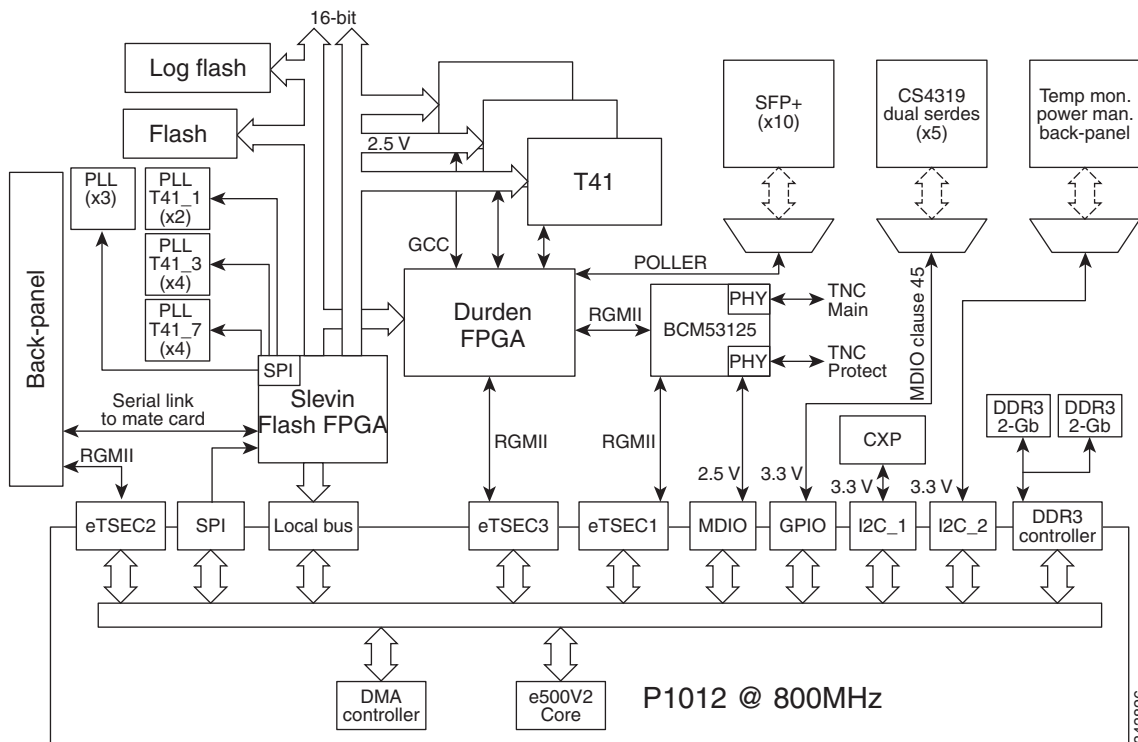 16-bit
Log flash
Flash
2.5 V
T41
SFP+
(x10)
CS4319
dual serdes
(x5)
Temp mon.
power man.
back-panel
Back-panel
PLL
(x3)
PLL
T41_1
(x2)
PLL
T41_3
(x4)
PLL
T41_7
(x4)
GCC
POLLER
Durden
FPGA
RGMII
BCM53125
PHY
PHY
TNC
Main
TNC
Protect
MDIO clause 45
SPI
Slevin
Flash FPGA
Serial link
to mate card
RGMII
RGMII
RGMII
2.5 V
3.3 V
CXP
3.3 V
3.3 V
DDR3
2-Gb
DDR3
2-Gb
eTSEC2
SPI
Local bus
eTSEC3
eTSEC1
MDIO
GPIO
I2C_1
I2C_2
DDR3
controller
DMA
controller
e500V2
Core
P1012 @ 800MHz